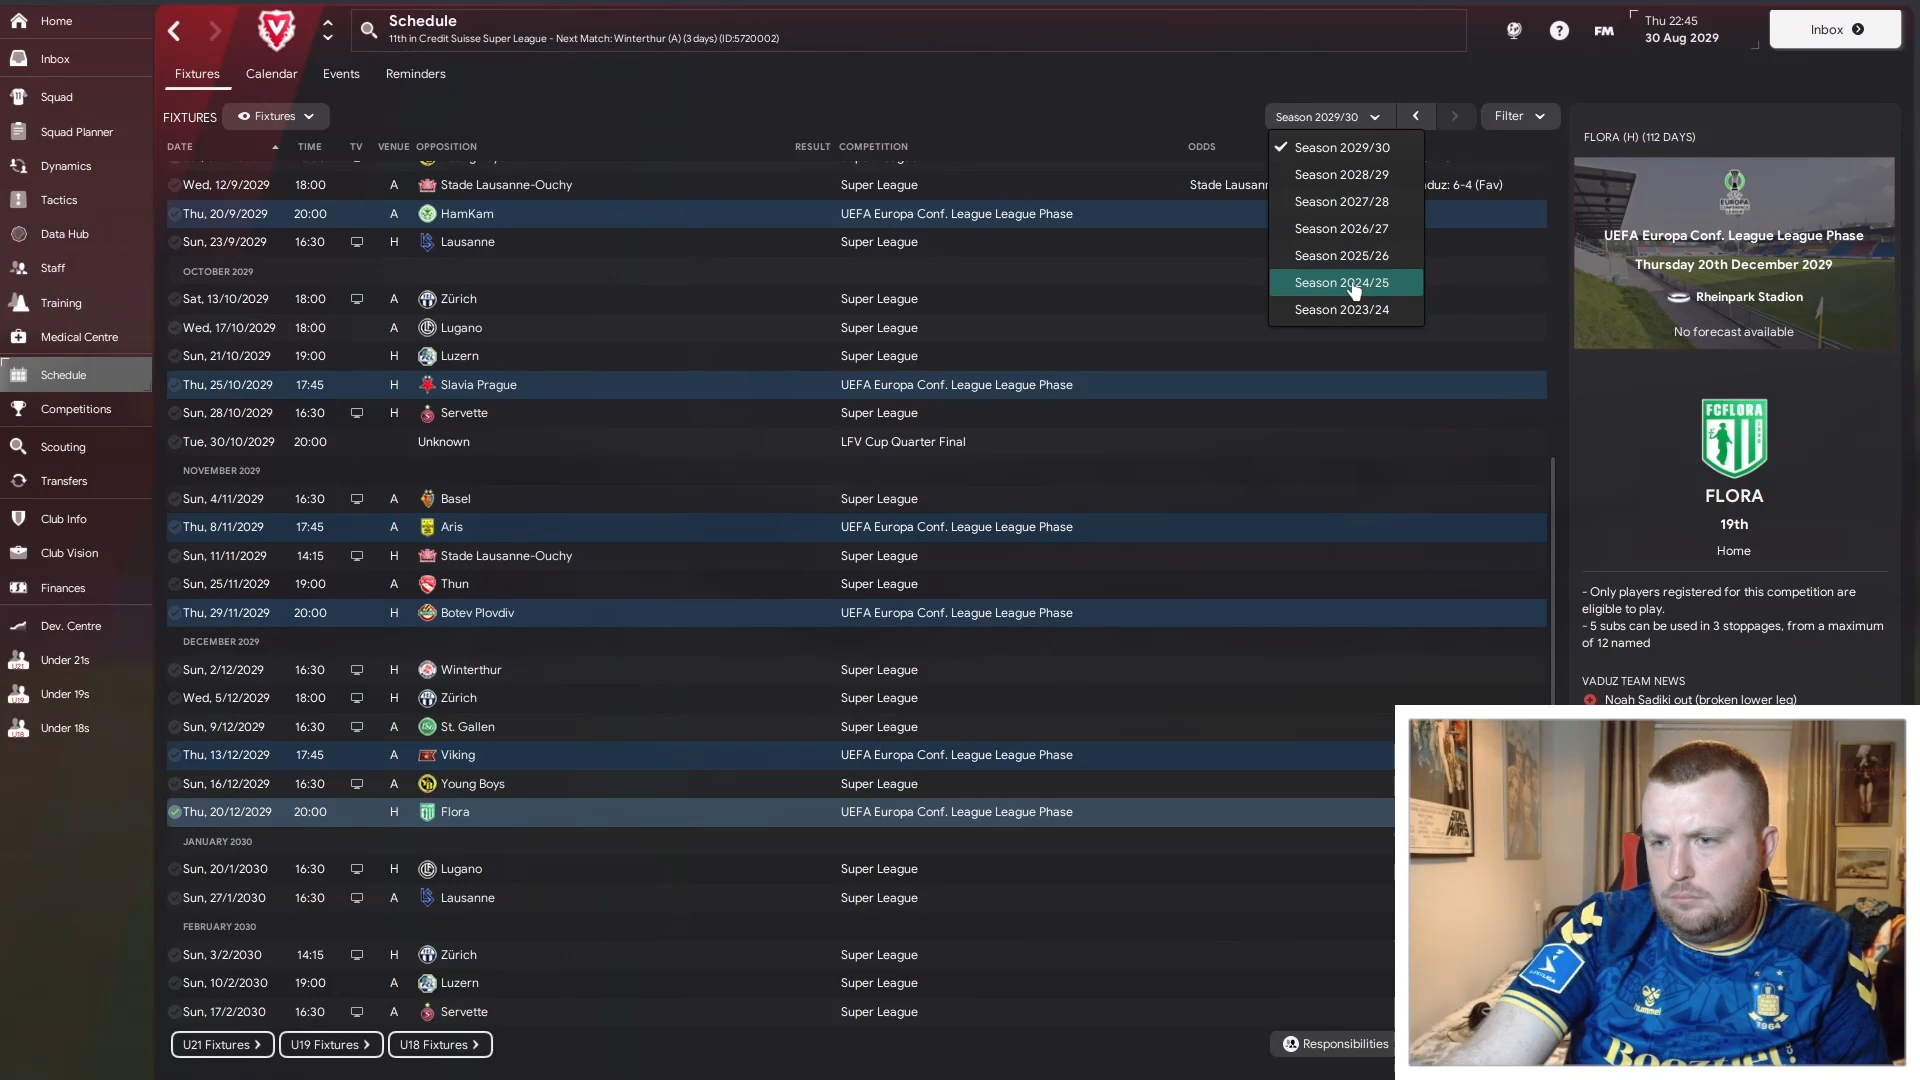 Home
Inbox
Squad
Squad Planner
Dynamics
Tactics
Data Hub
Staff
Training
Medical Centre
Schedule
Competitions
Scouting
Transfers
Club Info
Club Vision
Finances
Dev. Centre
Under 21s
Under 19s
Under 18s
Schedule
11th in Credit Suisse Super League - Next Match: Winterthur (A) (3 days) (ID:5720002)
FM
Thu 22:45
30 Aug 2029
Inbox
Fixtures Calendar Events Reminders
FIXTURES Fixtures
Season 2029/30
Filter
DATE TIME TV VENUE OPPOSITION RESULT COMPETITION ODDS
Season 2029/30
Season 2028/29
Season 2027/28
Season 2026/27
Season 2025/26
Season 2024/25
Season 2023/24
Wed, 12/9/2029 18:00 A Stade Lausanne-Ouchy Super League Stade Lausan duz: 6-4 (Fav)
Thu, 20/9/2029 20:00 A HamKam UEFA Europa Conf. League League Phase
Sun, 23/9/2029 16:30 H Lausanne Super League
OCTOBER 2029
Sat, 13/10/2029 18:00 A Zürich Super League
Wed, 17/10/2029 18:00 A Lugano Super League
Sun, 21/10/2029 19:00 H Luzern Super League
Thu, 25/10/2029 17:45 H Slavia Prague UEFA Europa Conf. League League Phase
Sun, 28/10/2029 16:30 H Servette Super League
Tue, 30/10/2029 20:00 Unknown LFV Cup Quarter Final
NOVEMBER 2029
Sun, 4/11/2029 16:30 A Basel Super League
Thu, 8/11/2029 17:45 A Aris UEFA Europa Conf. League League Phase
Sun, 11/11/2029 14:15 H Stade Lausanne-Ouchy Super League
Sun, 25/11/2029 19:00 A Thun Super League
Thu, 29/11/2029 20:00 H Botev Plovdiv UEFA Europa Conf. League League Phase
DECEMBER 2029
Sun, 2/12/2029 16:30 H Winterthur Super League
Wed, 5/12/2029 18:00 H Zürich Super League
Sun, 9/12/2029 16:30 A St. Gallen Super League
Thu, 13/12/2029 17:45 A Viking UEFA Europa Conf. League League Phase
Sun, 16/12/2029 16:30 A Young Boys Super League
Thu, 20/12/2029 20:00 H Flora UEFA Europa Conf. League League Phase
JANUARY 2030
Sun, 20/1/2030 16:30 H Lugano Super League
Sun, 27/1/2030 16:30 A Lausanne Super League
FEBRUARY 2030
Sun, 3/2/2030 14:15 H Zürich Super League
Sun, 10/2/2030 19:00 A Luzern Super League
Sun, 17/2/2030 16:30 A Servette Super League
U21 Fixtures U19 Fixtures U18 Fixtures
Responsibilities
FLORA (H) (112 DAYS)
EUROPA
UEFA Europa Conf. League League Phase
Thursday 20th December 2029
Rheinpark Stadion
No forecast available
FC FLORA
FLORA
19th
Home
- Only players registered for this competition are
eligible to play.
- 5 subs can be used in 3 stoppages, from a maximum
of 12 named
VADUZ TEAM NEWS
Noah Sadiki out (broken lower leg)
STAR
WARS
hummel
1964